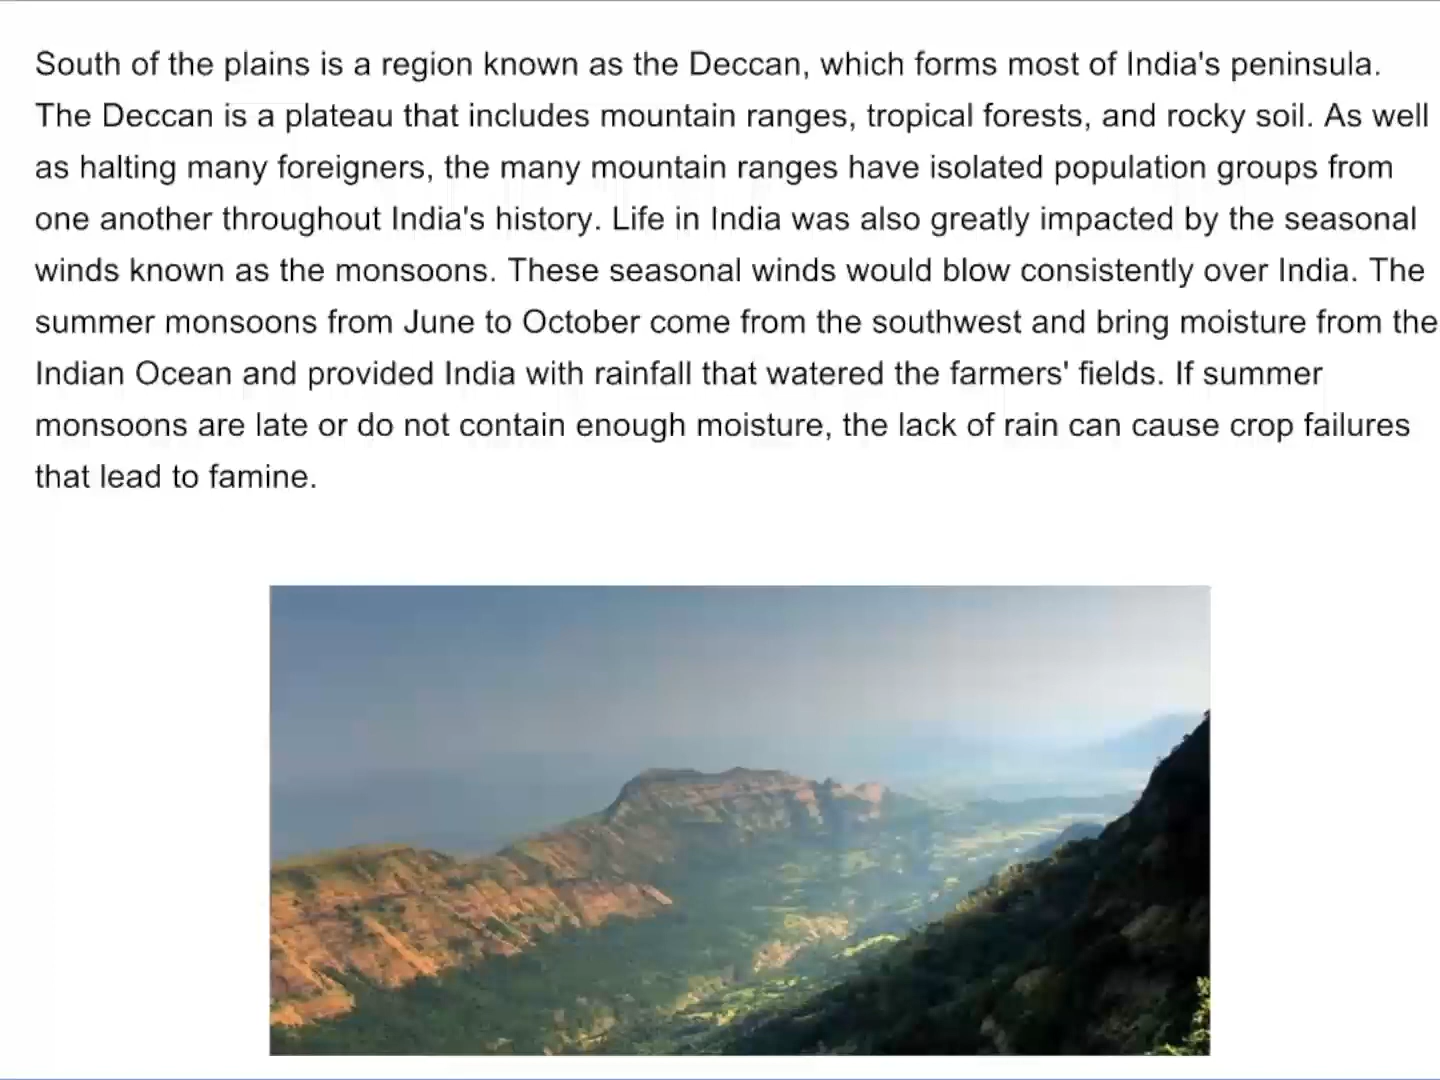 South of the plains is a region known as the Deccan, which forms most of India's peninsula.
The Deccan is a plateau that includes mountain ranges, tropical forests, and rocky soil. As well
as halting many foreigners, the many mountain ranges have isolated population groups from
one another throughout India's history. Life in India was also greatly impacted by the seasonal
winds known as the monsoons. These seasonal winds would blow consistently over India. The
summer monsoons from June to October come from the southwest and bring moisture from the
Indian Ocean and provided India with rainfall that watered the farmers' fields. If summer
monsoons are late or do not contain enough moisture, the lack of rain can cause crop failures
that lead to famine.